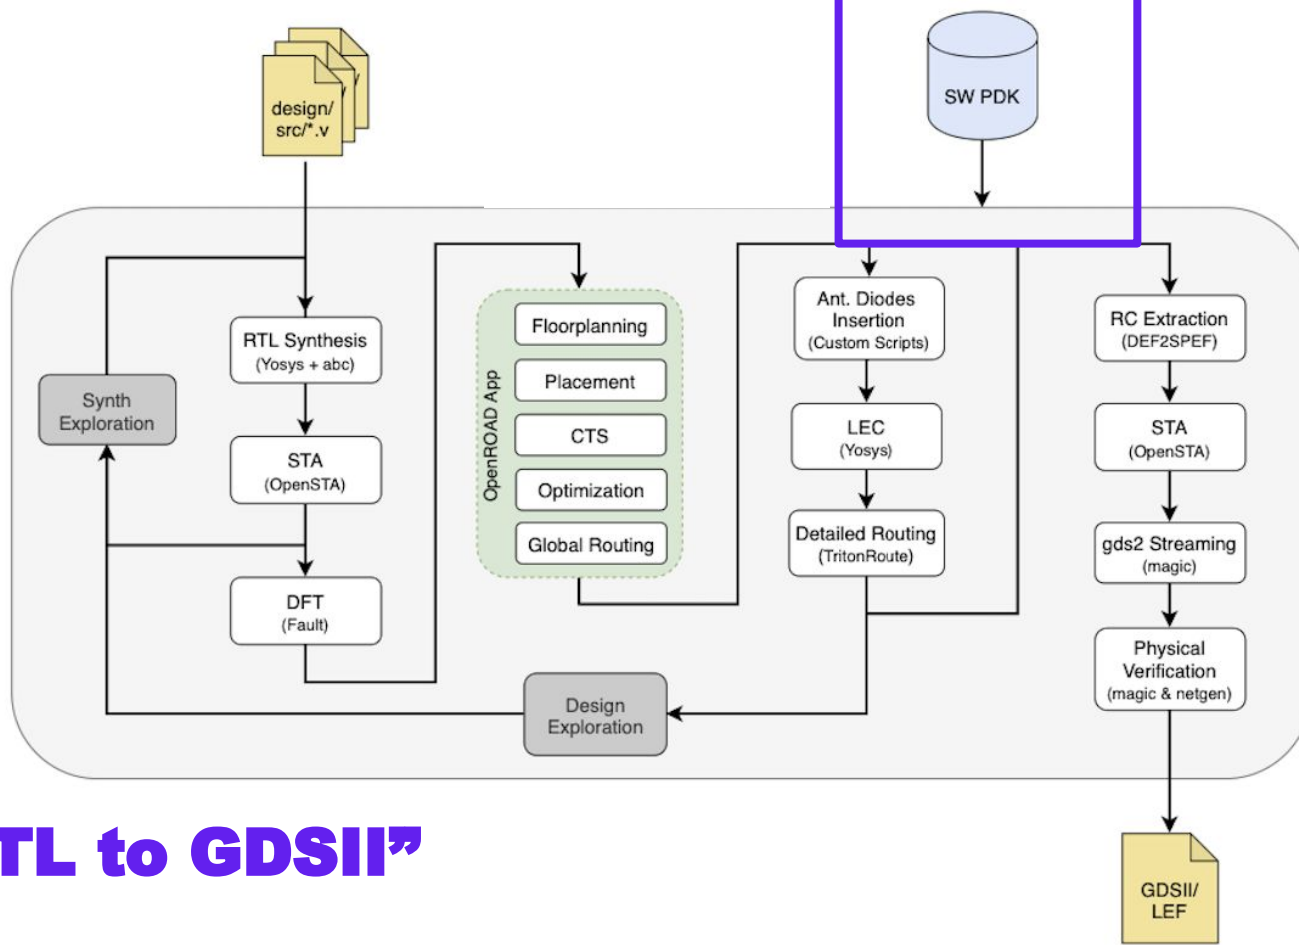 design/
src/*.v
SW PDK
Synth
Exploration
RTL Synthesis
(Yosys + abc)
STA
(OpenSTA)
DFT
(Fault)
OpenROAD App
Floorplanning
Placement
CTS
Optimization
Global Routing
Ant. Diodes
Insertion
(Custom Scripts)
LEC
(Yosys)
Detailed Routing
(TritonRoute)
RC Extraction
(DEF2SPEF)
STA
(OpenSTA)
gds2 Streaming
(magic)
Physical
Verification
(magic & netgen)
Design
Exploration
TL to GDSII”
GDSII/
LEF